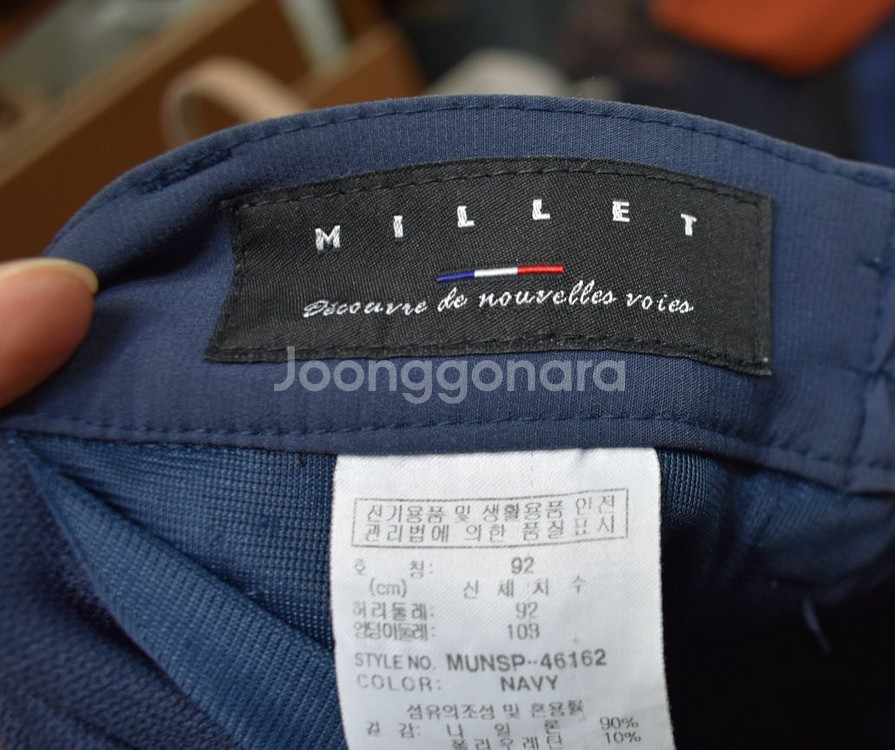 MILLET
Découvre de nouvelles voies
Joonggonara
전기용품 및 생활용품 안전
관리법에 의한 품질표시
호 칭: 92
(cm) 신 체 치 수
허리둘레: 92
엉덩이둘레: 103
STYLE NO. MUNSP-46162
COLOR: NAVY
섬유의조성 및 혼용률
겉 감: 나 일 론 90%
폴리우레탄 10%